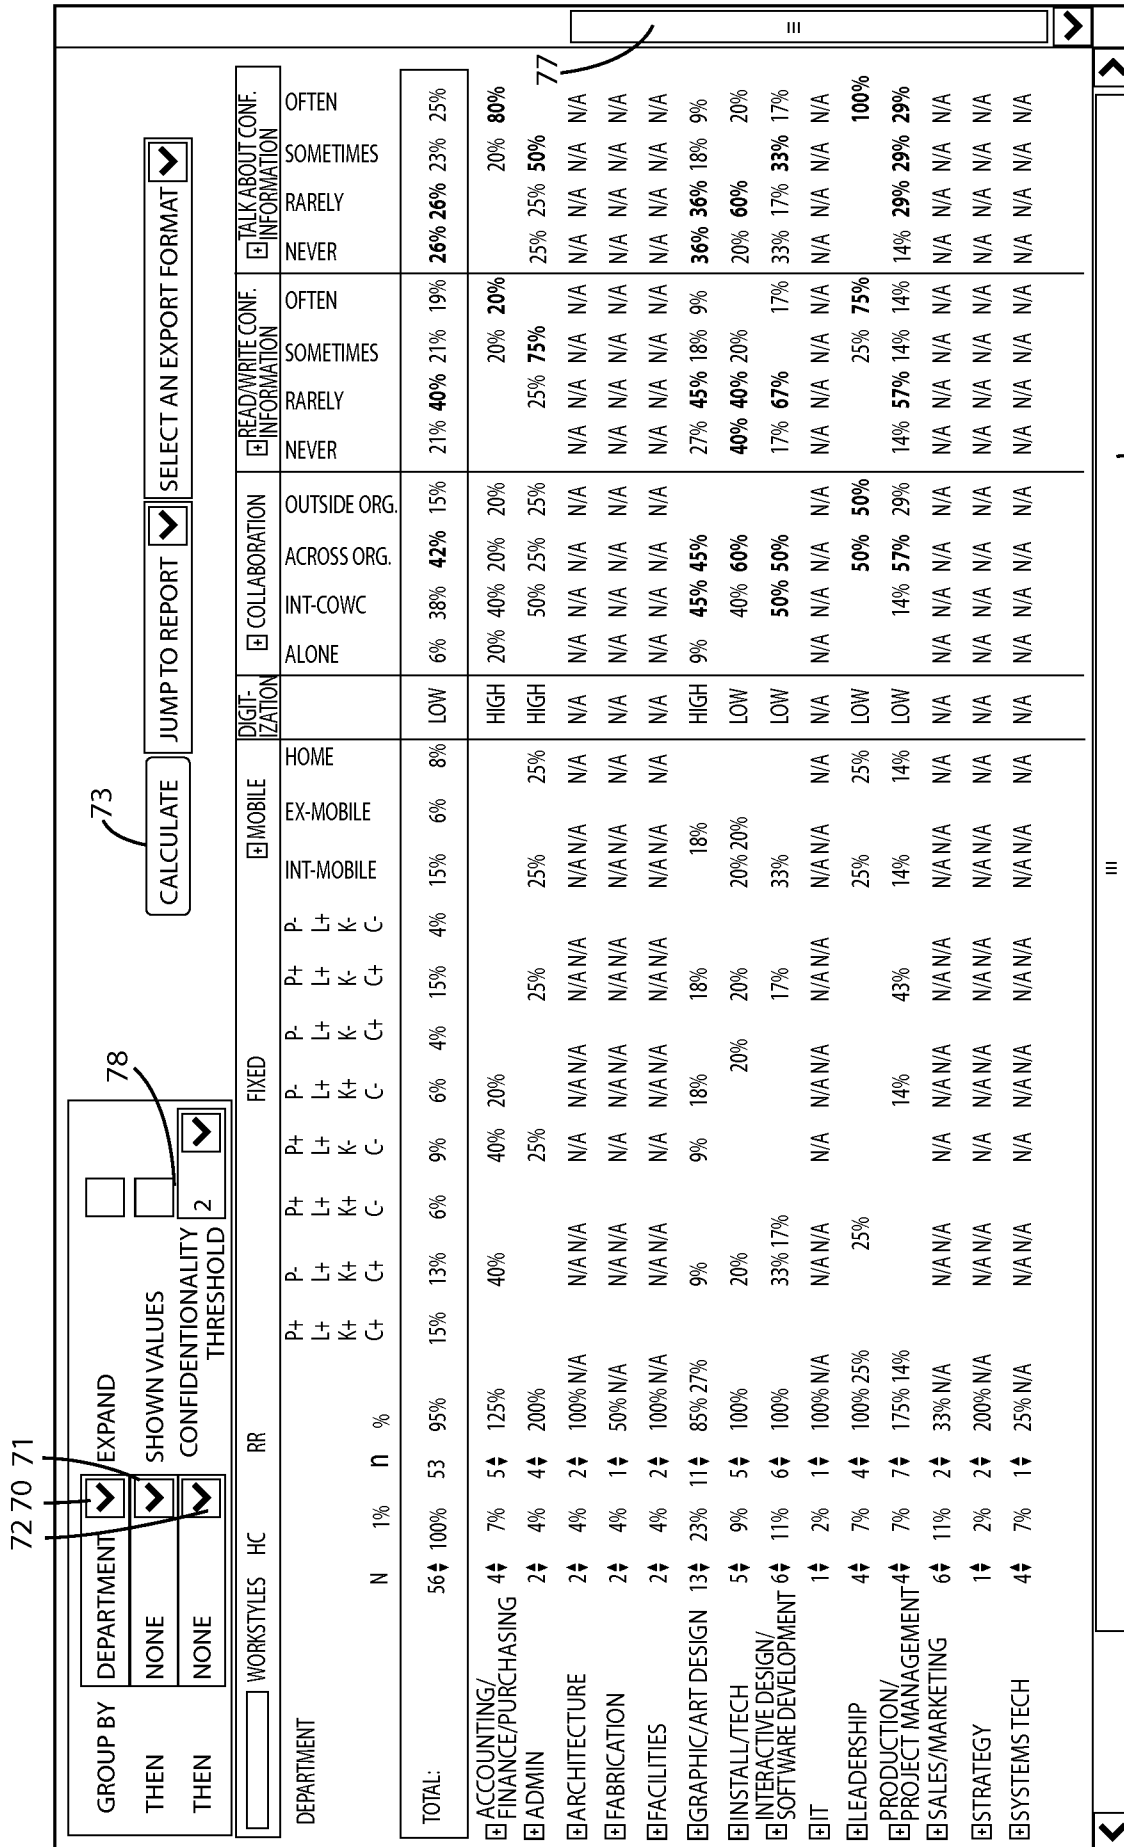 72 70 71
78
73
GROUP BY DEPARTMENT EXPAND
THEN NONE SHOWN VALUES
THEN NONE CONFIDENTIALITY THRESHOLD 2
CALCULATE JUMP TO REPORT SELECT AN EXPORT FORMAT
WORKSTYLES HC RR FIXED + MOBILE DIGIT-IZATION + COLLABORATION + READ/WRITE CONF. INFORMATION + TALK ABOUT CONF. INFORMATION
DEPARTMENT N 1% n % P+ L+ K+ C+ P- L+ K+ C+ P+ L+ K+ C- P+ L+ K- C- P- L+ K+ C- P- L+ K- C+ P+ L+ K- C+ P- L+ K- C- INT-MOBILE EX-MOBILE HOME ALONE INT-COWC ACROSS ORG. OUTSIDE ORG. NEVER RARELY SOMETIMES OFTEN NEVER RARELY SOMETIMES OFTEN
TOTAL: 56 100% 53 95% 15% 13% 6% 9% 6% 4% 15% 4% 15% 6% 8% LOW 6% 38% 42% 15% 21% 40% 21% 19% 26% 26% 23% 25%
+ ACCOUNTING/
FINANCE/PURCHASING 4 7% 5 125% 40% 40% 20% HIGH 20% 40% 20% 20% 20% 20% 20% 80%
+ ADMIN 2 4% 4 200% 25% 25% 25% 25% HIGH 50% 25% 25% 25% 75% 25% 25% 50%
+ ARCHITECTURE 2 4% 2 100% N/A N/A N/A N/A N/A N/A N/A N/A N/A N/A N/A N/A N/A N/A N/A N/A N/A N/A N/A N/A N/A N/A N/A N/A
+ FABRICATION 2 4% 1 50% N/A N/A N/A N/A N/A N/A N/A N/A N/A N/A N/A N/A N/A N/A N/A N/A N/A N/A N/A N/A N/A N/A N/A N/A
+ FACILITIES 2 4% 2 100% N/A N/A N/A N/A N/A N/A N/A N/A N/A N/A N/A N/A N/A N/A N/A N/A N/A N/A N/A N/A N/A N/A N/A N/A
+ GRAPHIC/ART DESIGN 13 23% 11 85% 27% 9% 9% 18% 18% 18% HIGH 9% 45% 45% 27% 45% 18% 9% 36% 36% 18% 9%
+ INSTALL/TECH 5 9% 5 100% 20% 20% 20% 20% 20% LOW 40% 60% 40% 40% 20% 20% 60% 20%
INTERACTIVE DESIGN/
+ SOFTWARE DEVELOPMENT 6 11% 6 100% 33% 17% 17% 33% LOW 50% 50% 17% 67% 17% 33% 17% 33% 17%
+ IT 1 2% 1 100% N/A N/A N/A N/A N/A N/A N/A N/A N/A N/A N/A N/A N/A N/A N/A N/A N/A N/A N/A N/A N/A N/A N/A N/A
+ LEADERSHIP 4 7% 4 100% 25% 25% 25% 25% LOW 50% 50% 25% 75% 100%
+ PRODUCTION/
PROJECT MANAGEMENT 4 7% 7 175% 14% 14% 43% 14% 14% LOW 14% 57% 29% 14% 57% 14% 14% 14% 29% 29% 29%
+ SALES/MARKETING 6 11% 2 33% N/A N/A N/A N/A N/A N/A N/A N/A N/A N/A N/A N/A N/A N/A N/A N/A N/A N/A N/A N/A N/A N/A N/A N/A
+ STRATEGY 1 2% 2 200% N/A N/A N/A N/A N/A N/A N/A N/A N/A N/A N/A N/A N/A N/A N/A N/A N/A N/A N/A N/A N/A N/A N/A N/A
+ SYSTEMS TECH 4 7% 1 25% N/A N/A N/A N/A N/A N/A N/A N/A N/A N/A N/A N/A N/A N/A N/A N/A N/A N/A N/A N/A N/A N/A N/A N/A
77